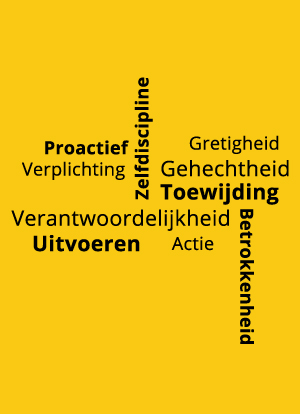 Zelfdiscipline
Proactief
Gretigheid
Verplichting
Gehechtheid
Toewijding
Verantwoordelijkheid
Betrokkenheid
Uitvoeren
Actie